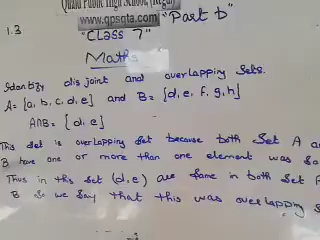 Quaid Public High School (Regd)
1.3 www.qpsqta.com "Part D"
"CLASS 7"
Maths
Identify disjoint and overlapping Sets.
A = {a, b, c, d, e} and B = {d, e, f, g, h}
A∩B = {d, e}
This set is overlapping set because both Set A a
B have one or more than one element was sa
Thus in this set (d, e) are same in both set A
B so we say that this was overlapping s